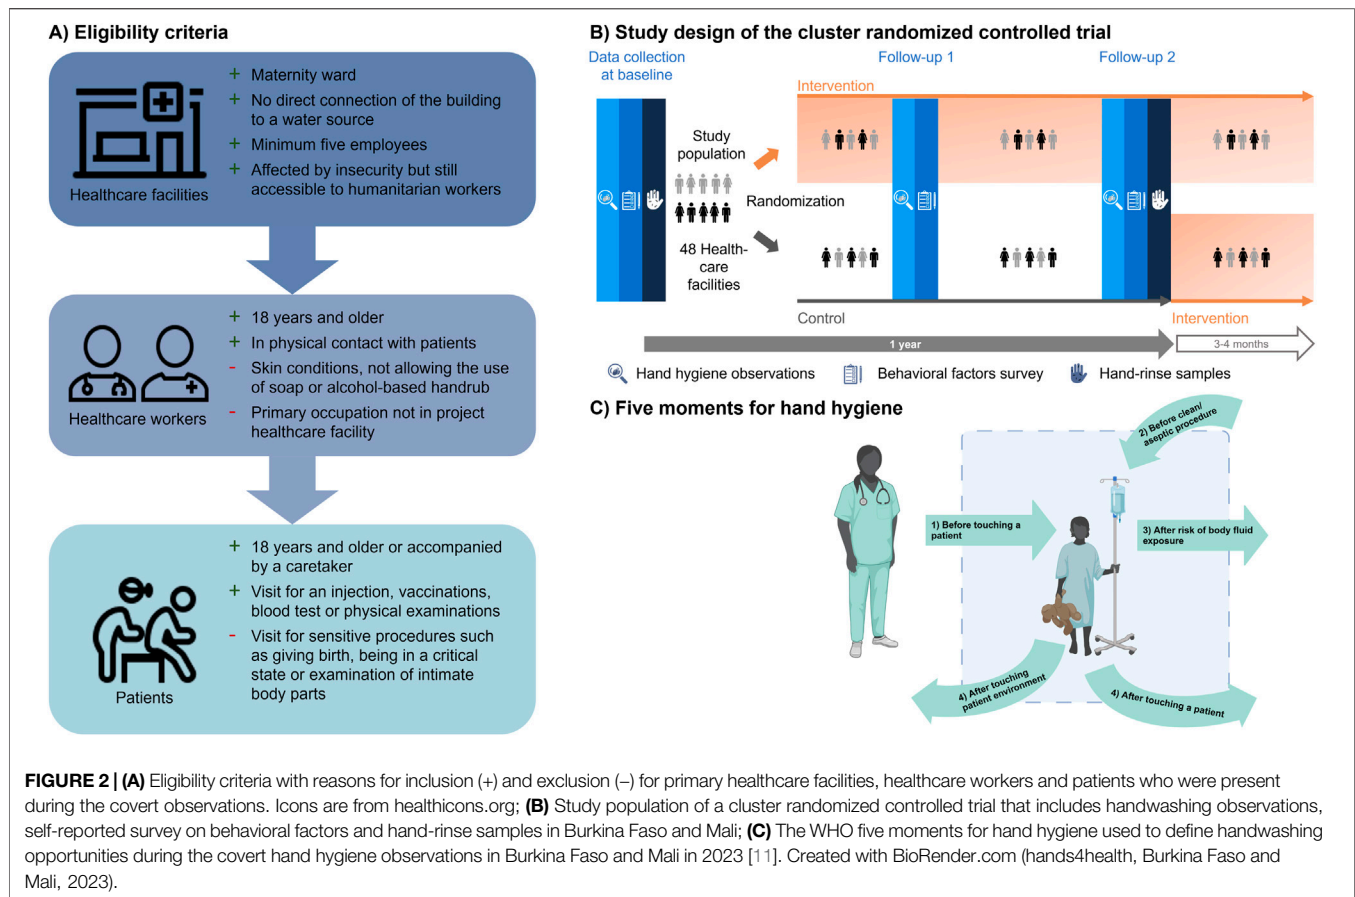 A) Eligibility criteria
+ Maternity ward
+ No direct connection of the building
to a water source
+ Minimum five employees
+ Affected by insecurity but still
accessible to humanitarian workers
Healthcare facilities
+ 18 years and older
+ In physical contact with patients
- Skin conditions, not allowing the use
of soap or alcohol-based handrub
- Primary occupation not in project
healthcare facility
Healthcare workers
+ 18 years and older or accompanied
by a caretaker
+ Visit for an injection, vaccinations,
blood test or physical examinations
- Visit for sensitive procedures such
as giving birth, being in a critical
state or examination of intimate
body parts
Patients
B) Study design of the cluster randomized controlled trial
Data collection
at baseline
Follow-up 1
Follow-up 2
Intervention
Study
population
Randomization
48 Health-
care
facilities
Control
Intervention
1 year
3-4 months
Hand hygiene observations
Behavioral factors survey
Hand-rinse samples
C) Five moments for hand hygiene
2) Before clean/
aseptic procedure
1) Before touching a
patient
3) After risk of body fluid
exposure
4) After touching
patient environment
4) After touching a patient
FIGURE 2 | (A) Eligibility criteria with reasons for inclusion (+) and exclusion (–) for primary healthcare facilities, healthcare workers and patients who were present
during the covert observations. Icons are from healthicons.org; (B) Study population of a cluster randomized controlled trial that includes handwashing observations,
self-reported survey on behavioral factors and hand-rinse samples in Burkina Faso and Mali; (C) The WHO five moments for hand hygiene used to define handwashing
opportunities during the covert hand hygiene observations in Burkina Faso and Mali in 2023 [11]. Created with BioRender.com (hands4health, Burkina Faso and
Mali, 2023).